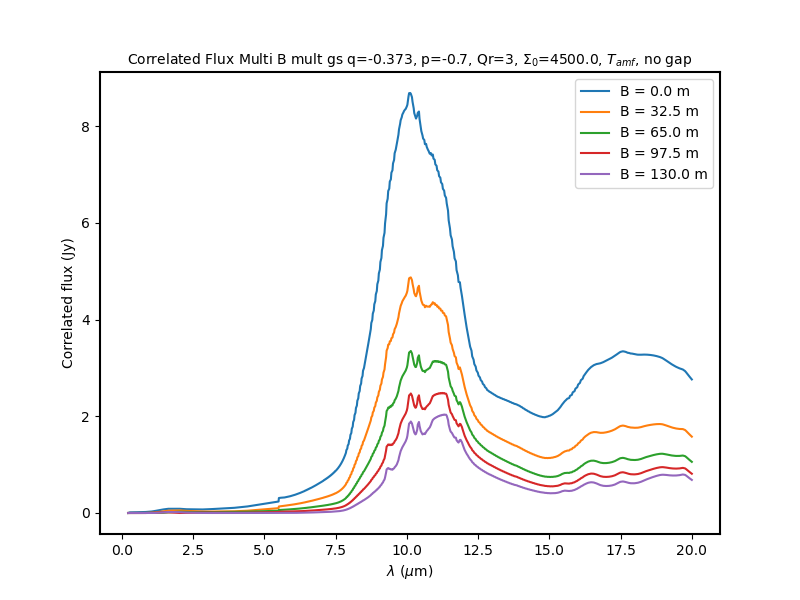 Correlated Flux Multi B mult gs q=-0.373, p=-0.7, Qr=3, Σ₀=4500.0, Tₐₘf, no gap
B = 0.0 m
B = 32.5 m
B = 65.0 m
B = 97.5 m
B = 130.0 m
Correlated flux (Jy)
8
6
4
2
0
0.0 2.5 5.0 7.5 10.0 12.5 15.0 17.5 20.0
λ (μm)